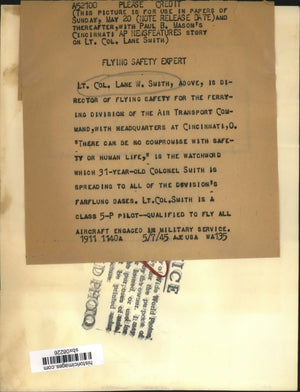 A52100 PLEASE CREDIT
(THIS PICTURE IS FOR USE IN PAPERS OF
SUNDAY, MAY 20 (NOTE RELEASE DATE)AND
THEREAFTER,WITH PAUL B. MASON'S
CINCINNATI AP NEWSFEATURES STORY
ON LT. COL. LANE SMITH)
FLYING SAFETY EXPERT
LT. COL. LANE W. SMITH, ABOVE, IS DI-
RECTOR OF FLYING SAFETY FOR THE FERRY-
ING DIVISION OF THE AIR TRANSPORT COM-
MAND,WITH HEADQUARTERS AT CINCINNATI,O.
"THERE CAN BE NO COMPROMISE WITH SAFE-
TY OR HUMAN LIFE," IS THE WATCHWORD
WHICH 31-YEAR-OLD COLONEL SMITH IS
SPREADING TO ALL OF THE DIVISION'S
FARFLUNG BASES. LT.COL.SMITH IS A
CLASS 5-P PILOT--QUALIFIED TO FLY ALL
AIRCRAFT ENGAGED IN MILITARY SERVICE.
1911 1140A 5/7/45 AJEUSA WA135
PHOTO
historicimages.com
sbx08226